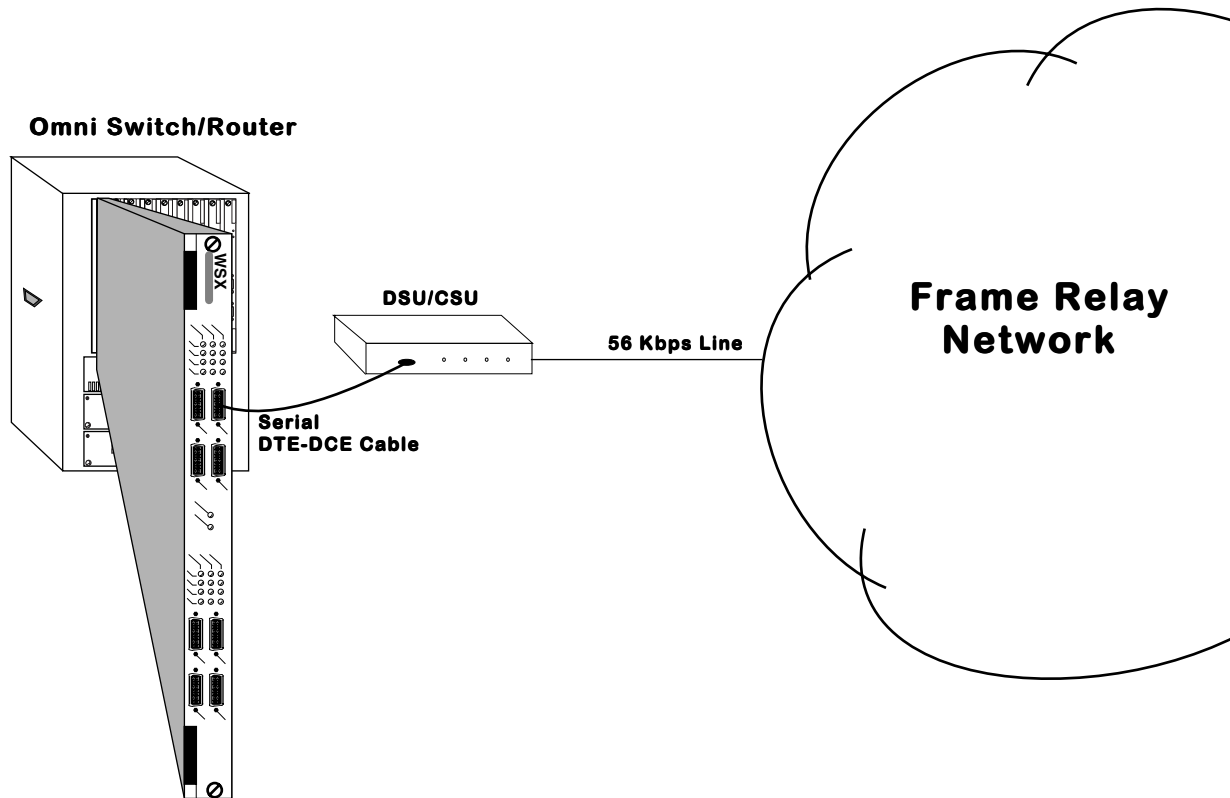 Omni Switch/Router
WSX
DSU/CSU
56 Kbps Line
Serial
DTE-DCE Cable
Frame Relay
Network